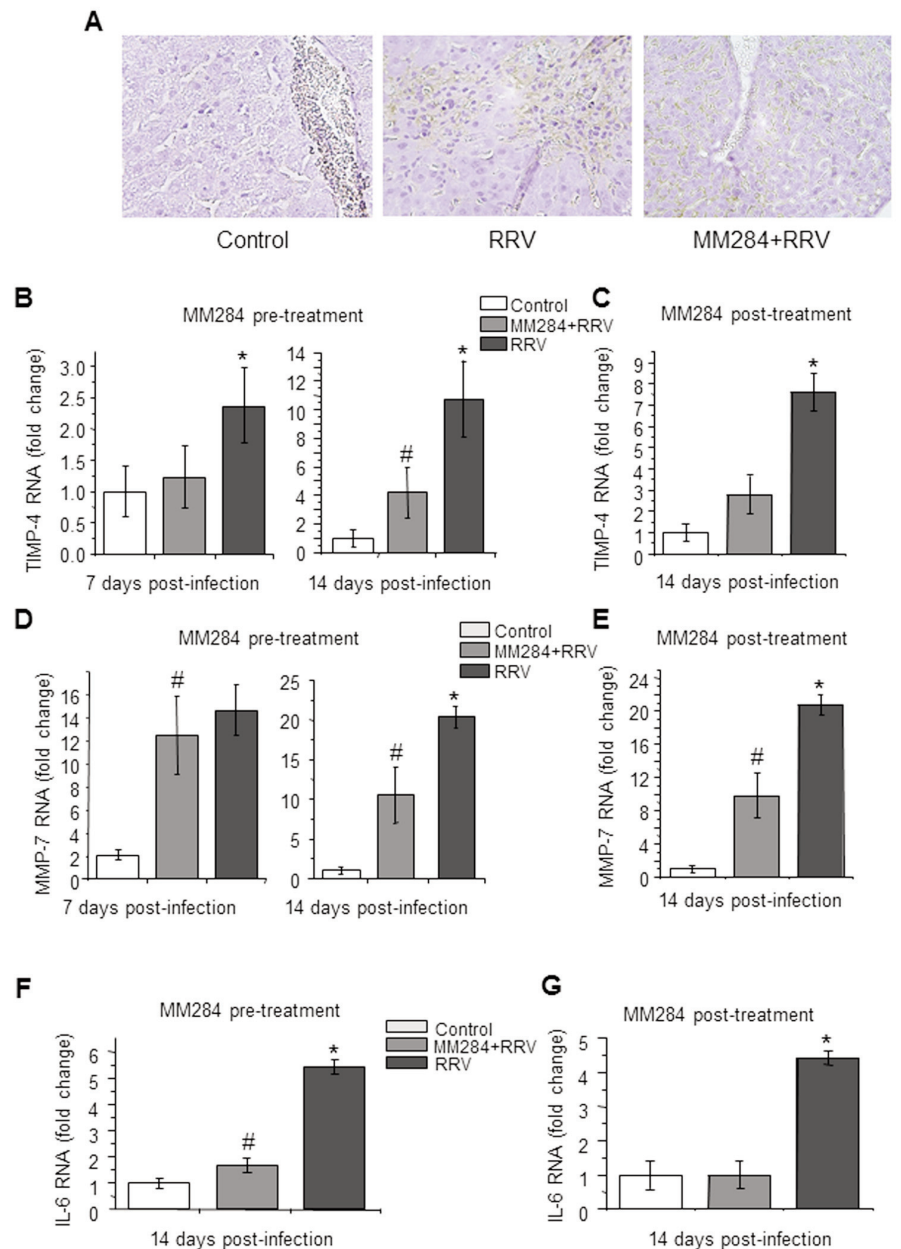 A
Control
RRV
MM284+RRV
B
MM284 pre-treatment
Control
MM284+RRV
RRV
TIMP-4 RNA (fold change)
3.0
2.5
2.0
1.5
1.0
0.5
0.0
*
7 days post-infection
14
12
10
8
6
4
2
0
#
*
14 days post-infection
C
MM284 post-treatment
TIMP-4 RNA (fold change)
9
8
7
6
5
4
3
2
1
0
*
14 days post-infection
D
MM284 pre-treatment
Control
MM284+RRV
RRV
MMP-7 RNA (fold change)
16
14
12
10
8
6
4
2
0
#
7 days post-infection
25
20
15
10
5
0
#
*
14 days post-infection
E
MM284 post-treatment
MMP-7 RNA (fold change)
24
20
16
12
8
4
0
#
*
14 days post-infection
F
MM284 pre-treatment
Control
MM284+RRV
RRV
IL-6 RNA (fold change)
6
5
4
3
2
1
0
#
*
14 days post-infection
G
MM284 post-treatment
IL-6 RNA (fold change)
5
4
3
2
1
0
*
14 days post-infection